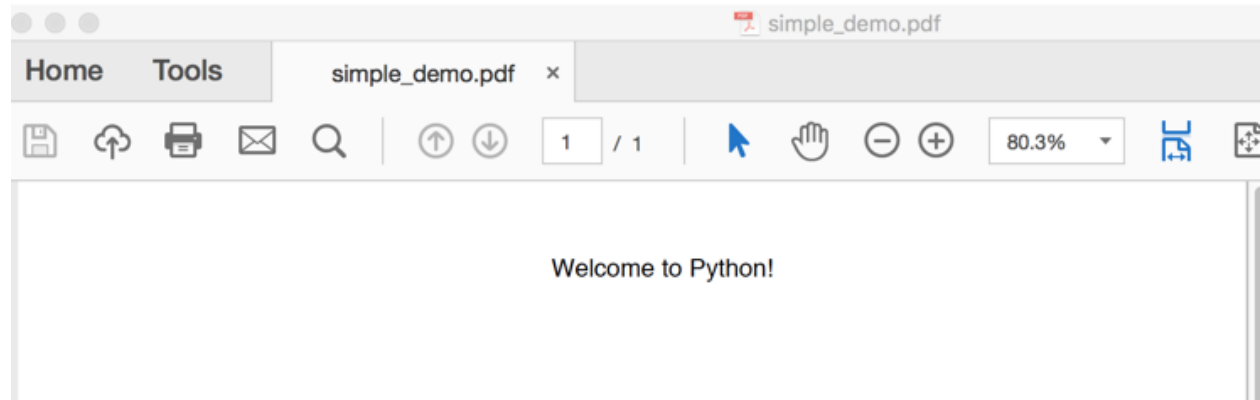 simple_demo.pdf
Home Tools simple_demo.pdf ×
1 / 1 80.3%
Welcome to Python!